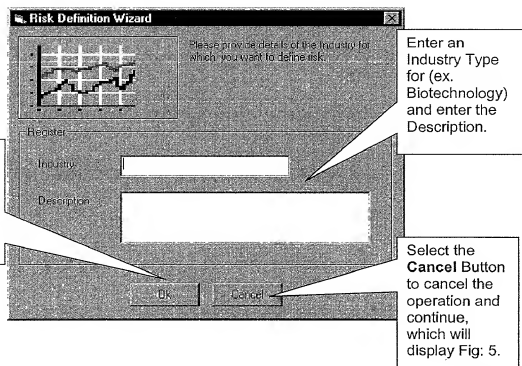 Risk Definition Wizard
Please provide details of the Industry for
which you want to define risk.
Register
Industry
Description
Ok
Cancel
Enter an
Industry Type
for (ex.
Biotechnology)
and enter the
Description.
Select the
Cancel Button
to cancel the
operation and
continue,
which will
display Fig: 5.